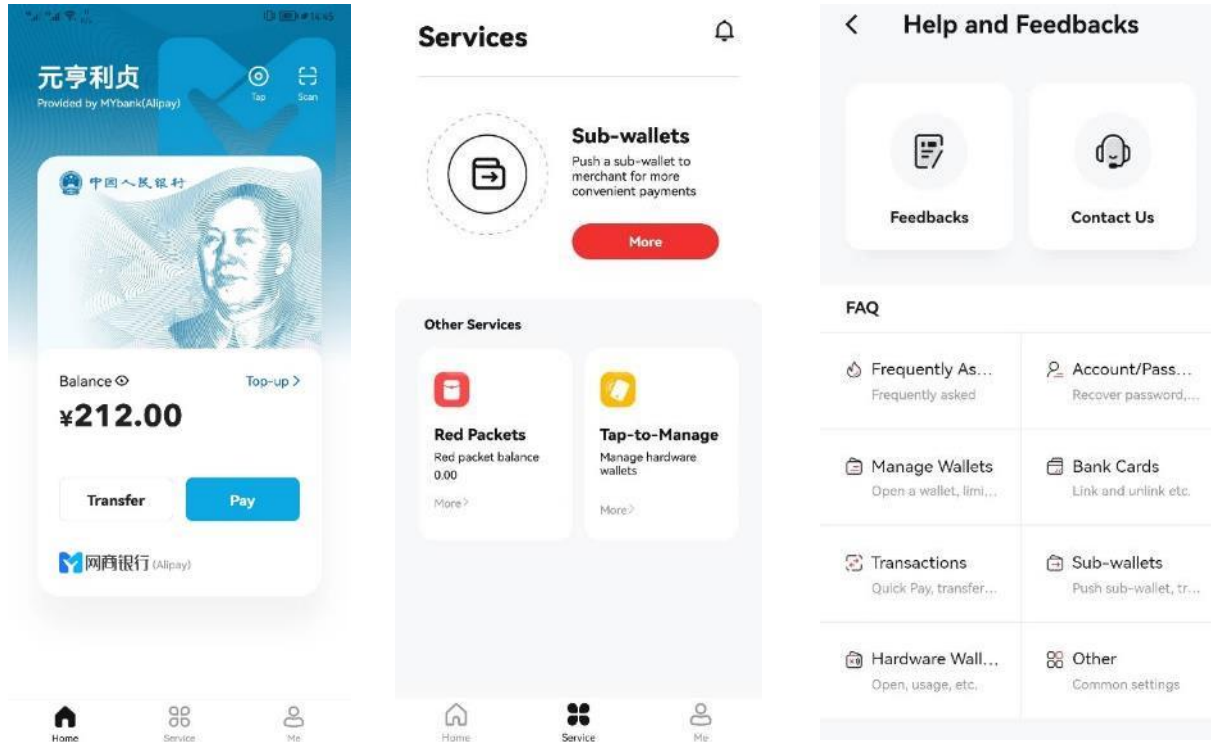 14:45
元亨利贞
Provided by MYbank(Alipay)
Tap
Scan
中国人民银行
Balance
Top-up >
¥212.00
Transfer
Pay
网商银行 (Alipay)
Home
Service
Me
Services
Sub-wallets
Push a sub-wallet to
merchant for more
convenient payments
More
Other Services
Red Packets
Red packet balance
0.00
More>
Tap-to-Manage
Manage hardware
wallets
More>
Home
Service
Me
< Help and Feedbacks
Feedbacks
Contact Us
FAQ
Frequently As...
Frequently asked
Account/Pass...
Recover password,...
Manage Wallets
Open a wallet, limi...
Bank Cards
Link and unlink etc.
Transactions
Quick Pay, transfer...
Sub-wallets
Push sub-wallet, tr...
Hardware Wall...
Open, usage, etc.
Other
Common settings